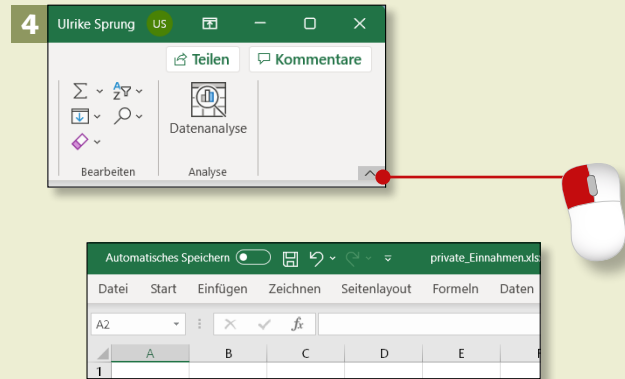 4
Ulrike Sprung US
Teilen Kommentare
Datenanalyse
Bearbeiten Analyse
Automatisches Speichern private_Einnahmen.xls
Datei Start Einfügen Zeichnen Seitenlayout Formeln Daten
A2 fx
A B C D E
1